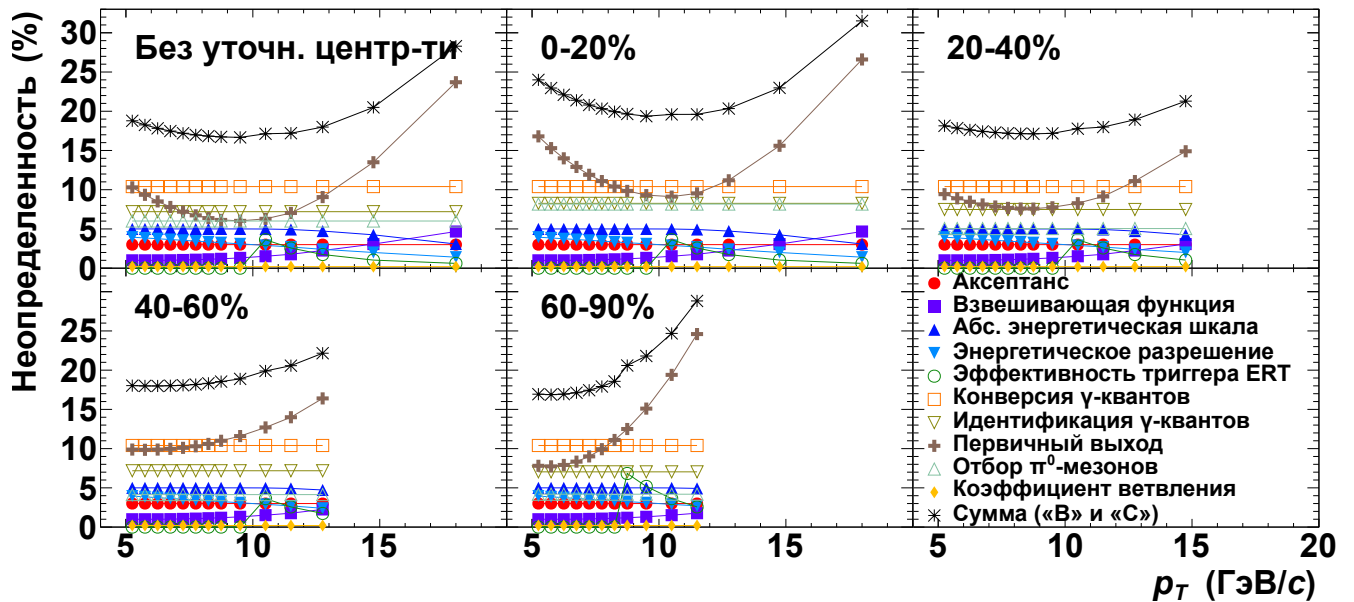 Неопределенность (%)
30
25
20
15
10
5
0
Без уточн. центр-ти
0-20%
20-40%
25
20
15
10
5
0
40-60%
60-90%
Аксептанс
Взвешивающая функция
Абс. энергетическая шкала
Энергетическое разрешение
Эффективность триггера ERT
Конверсия γ-квантов
Идентификация γ-квантов
Первичный выход
Отбор π⁰-мезонов
Коэффициент ветвления
Сумма («B» и «C»)
5 10 15 5 10 15 5 10 15 20
p_T (ГэВ/c)